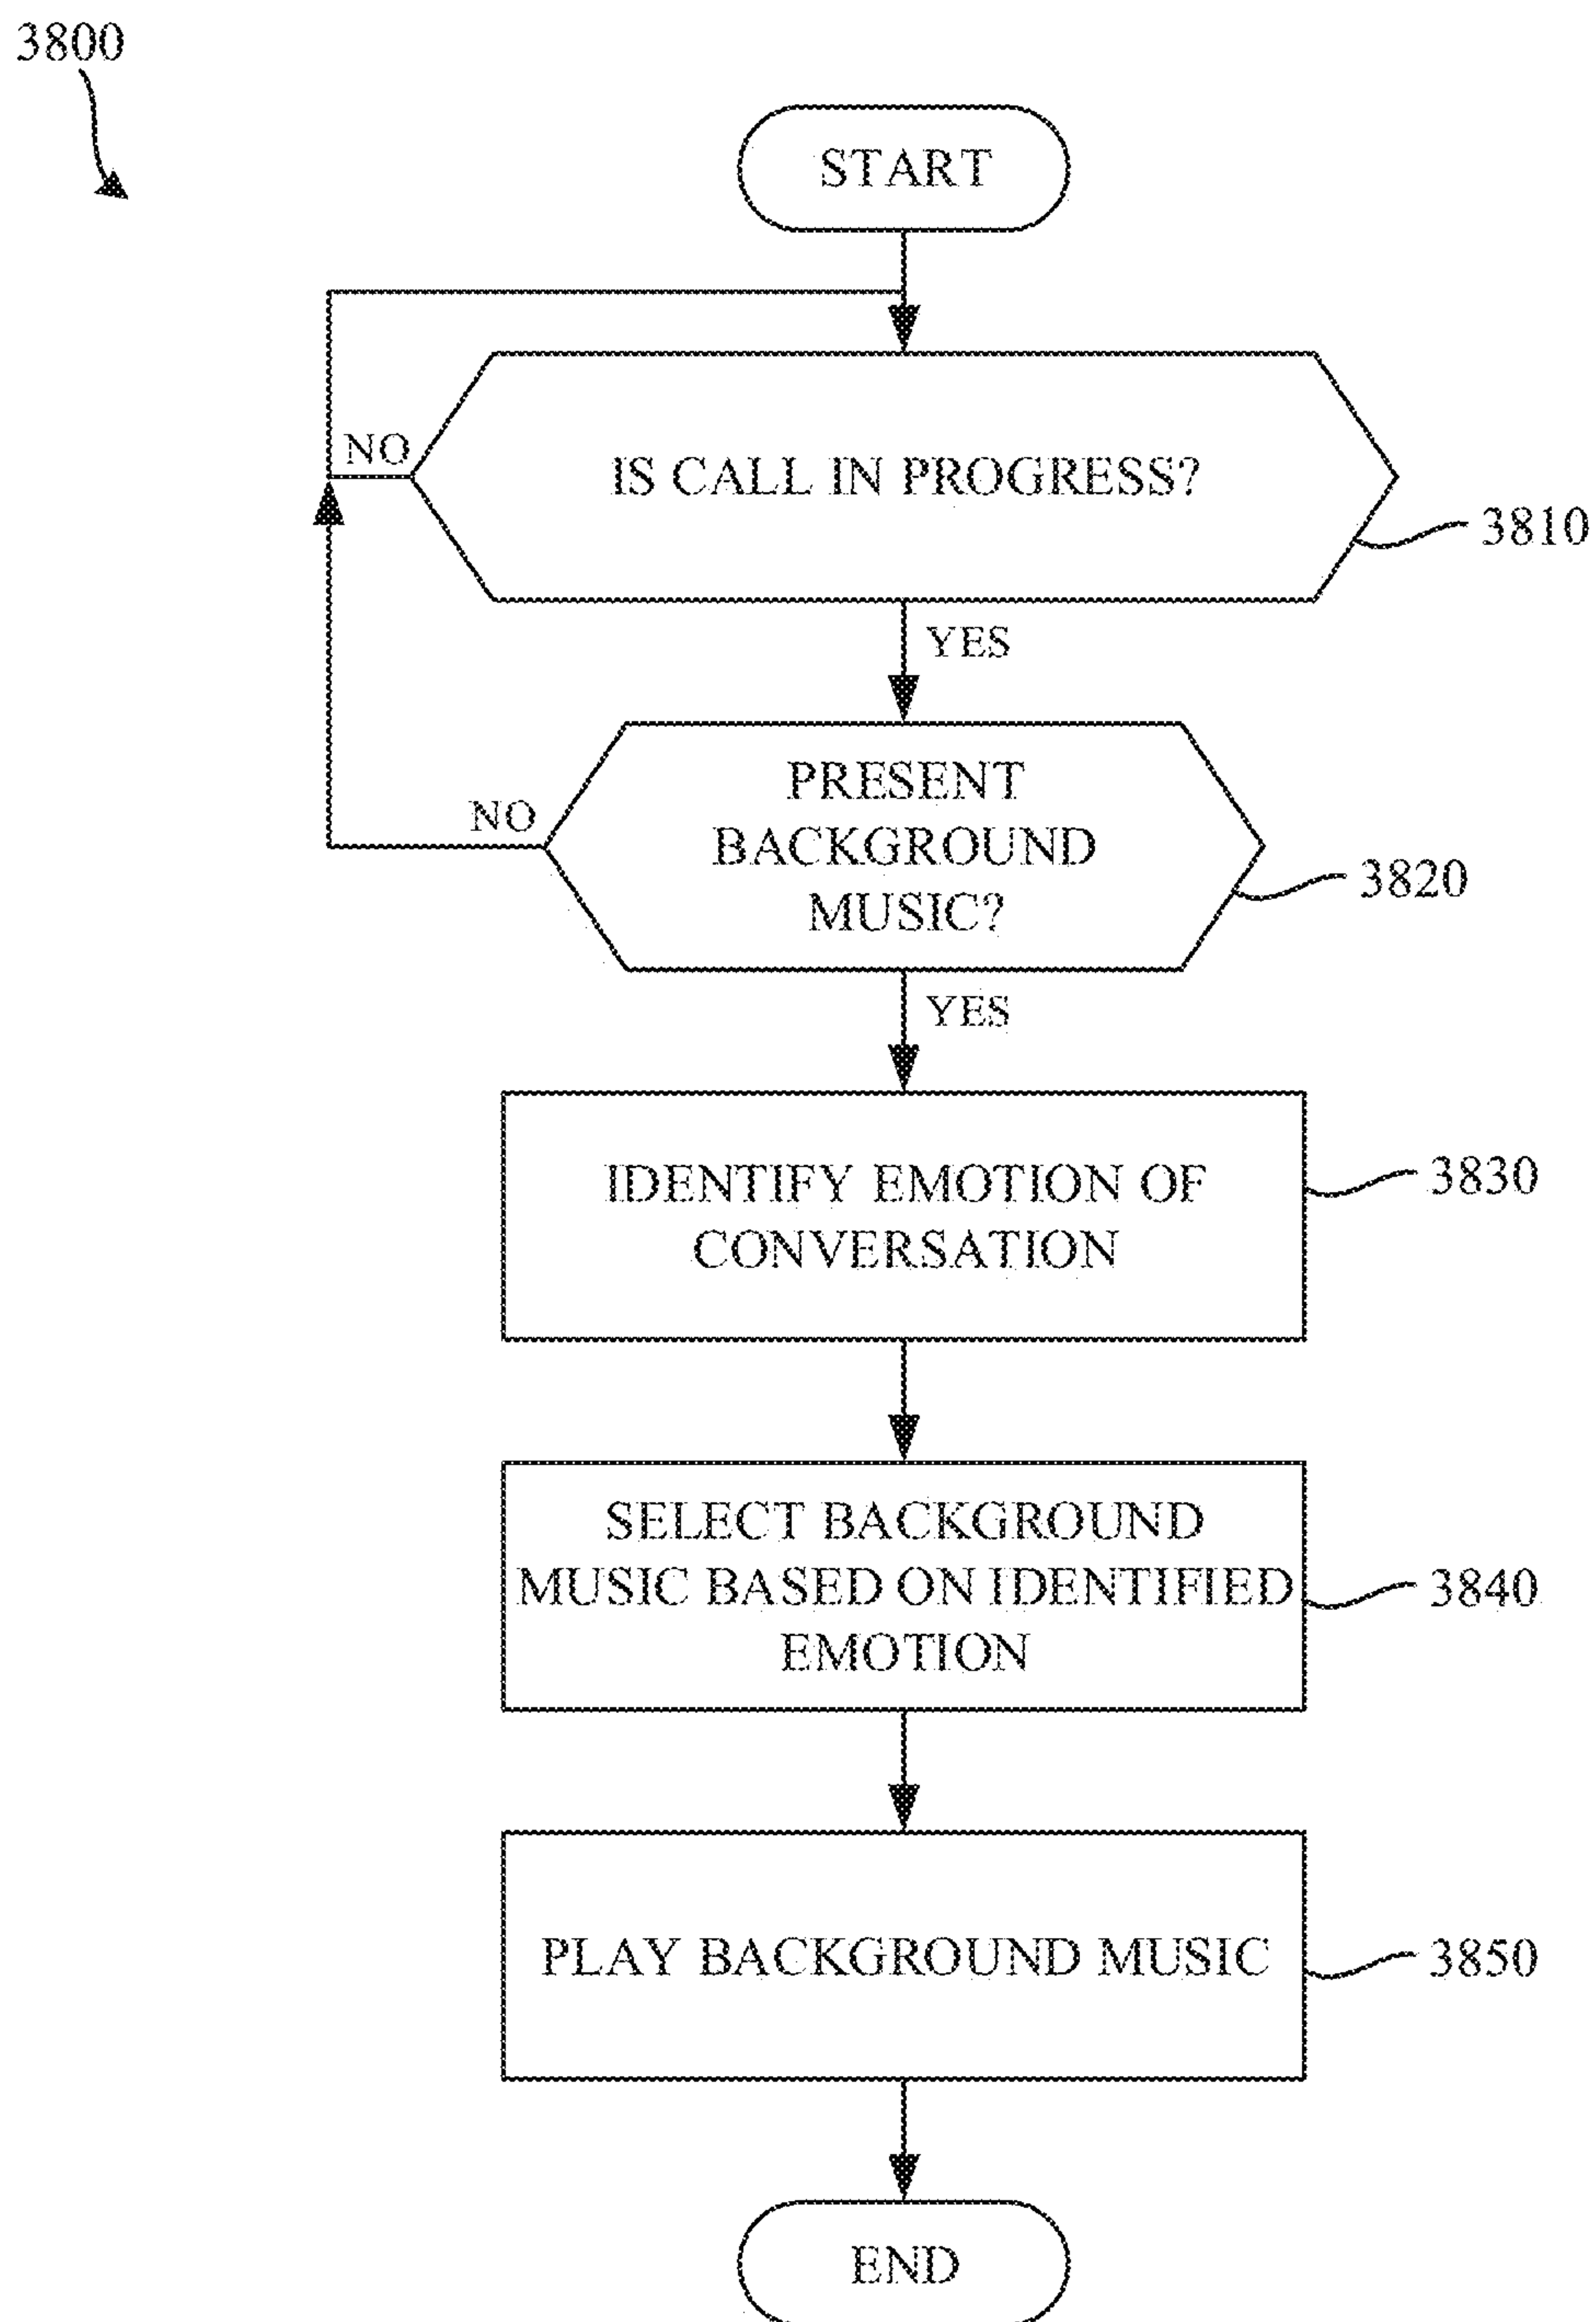 3800
START
NO
IS CALL IN PROGRESS?
3810
YES
PRESENT
BACKGROUND
MUSIC?
NO
3820
YES
IDENTIFY EMOTION OF
CONVERSATION
3830
SELECT BACKGROUND
MUSIC BASED ON IDENTIFIED
EMOTION
3840
PLAY BACKGROUND MUSIC
3850
END